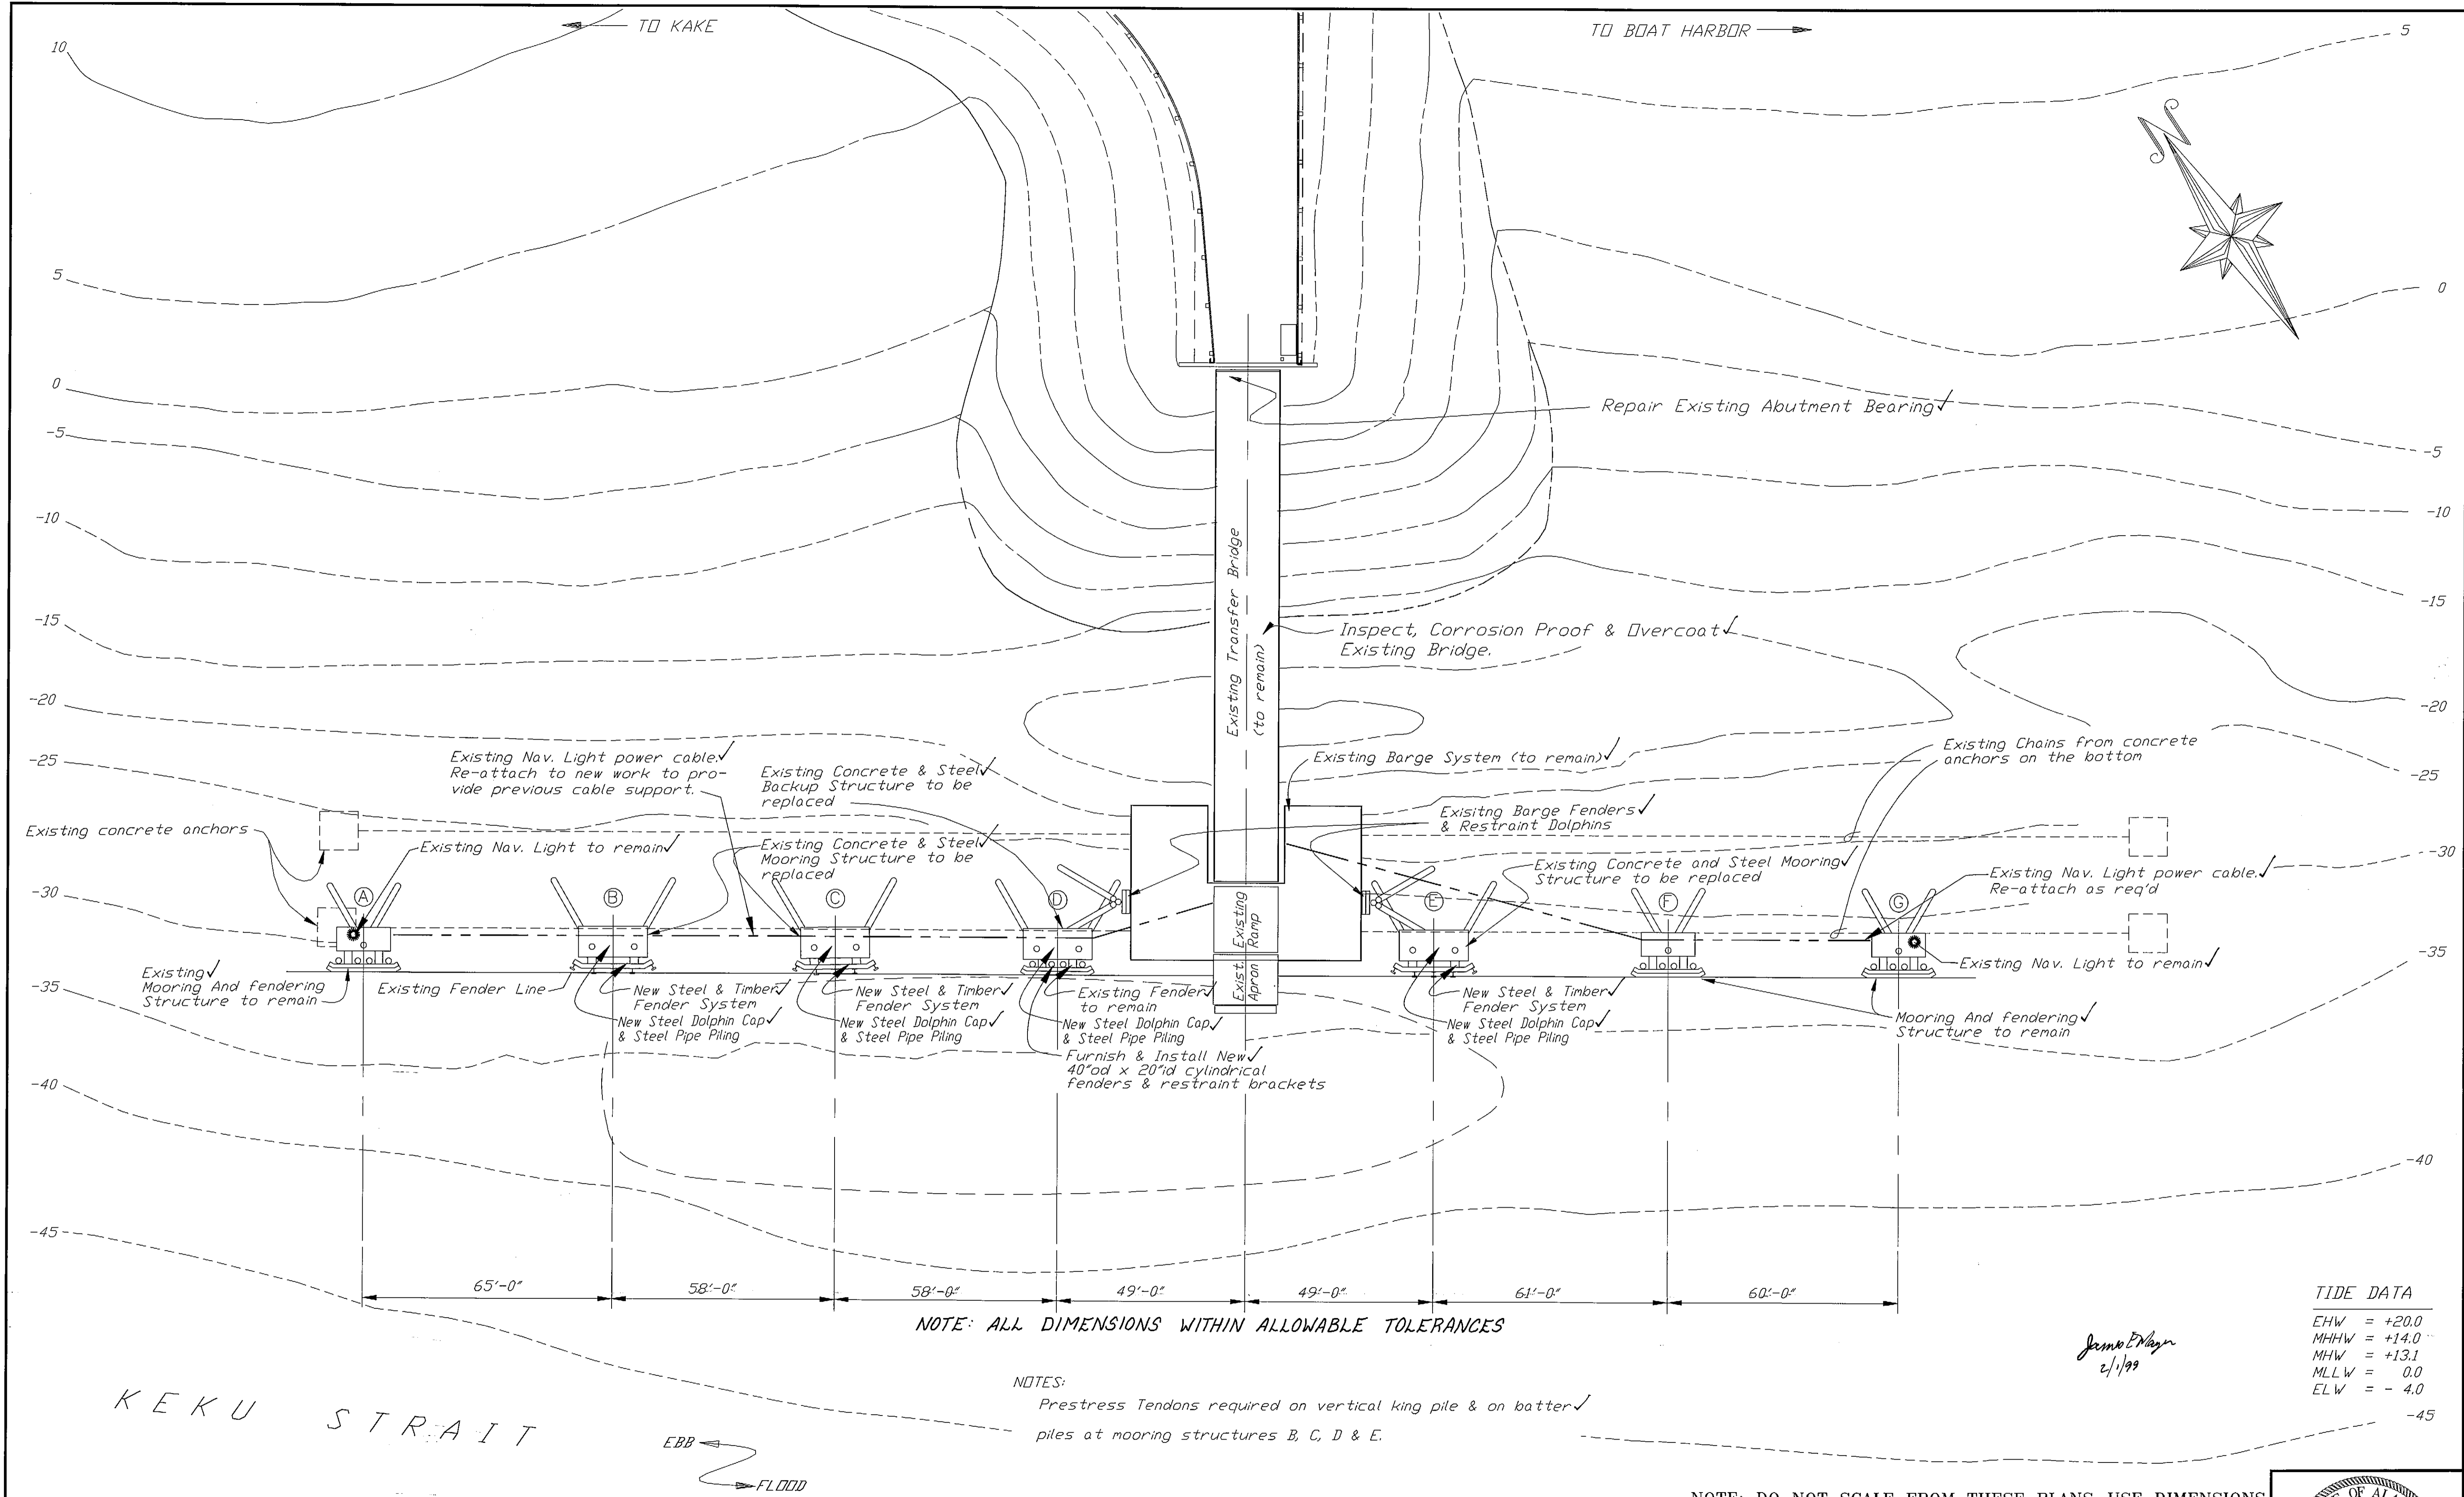 TO KAKE
TO BOAT HARBOR
10
5
5
0
0
-5
-10
-15
-20
-25
-30
-35
-40
-45
-5
-10
-15
-20
-25
-30
-35
-40
-45
N
Repair Existing Abutment Bearing✓
Existing Transfer Bridge
(to remain)
Inspect, Corrosion Proof & Overcoat✓
Existing Bridge.
Existing Nav. Light power cable.✓
Re-attach to new work to pro-
vide previous cable support.
Existing Concrete & Steel✓
Backup Structure to be
replaced
Existing Barge System (to remain)✓
Existing Chains from concrete
anchors on the bottom
Existing concrete anchors
Existing Nav. Light to remain✓
Existing Concrete & Steel✓
Mooring Structure to be
replaced
Exisitng Barge Fenders✓
& Restraint Dolphins
Existing Concrete and Steel Mooring✓
Structure to be replaced
Existing Nav. Light power cable.✓
Re-attach as req'd
A
B
C
D
E
F
G
Existing
Ramp
Exist.
Apron
Existing✓
Mooring And fendering
Structure to remain
Existing Fender Line
New Steel & Timber✓
Fender System
New Steel Dolphin Cap✓
& Steel Pipe Piling
New Steel & Timber✓
Fender System
New Steel Dolphin Cap✓
& Steel Pipe Piling
Existing Fender✓
to remain
New Steel Dolphin Cap✓
& Steel Pipe Piling
Furnish & Install New✓
40"od x 20"id cylindrical
fenders & restraint brackets
New Steel & Timber✓
Fender System
New Steel Dolphin Cap✓
& Steel Pipe Piling
Existing Nav. Light to remain✓
Mooring And fendering✓
Structure to remain
65'-0"
58'-0"
58'-0"
49'-0"
49'-0"
61'-0"
60'-0"
NOTE: ALL DIMENSIONS WITHIN ALLOWABLE TOLERANCES
TIDE DATA
EHW = +20.0
MHHW = +14.0
MHW = +13.1
MLLW = 0.0
ELW = - 4.0
James E Mayer
2/1/99
NOTES:
Prestress Tendons required on vertical king pile & on batter✓
piles at mooring structures B, C, D & E.
KEKU STRAIT
EBB
FLOOD
NOTE: DO NOT SCALE FROM THESE PLANS USE DIMENSIONS
OF